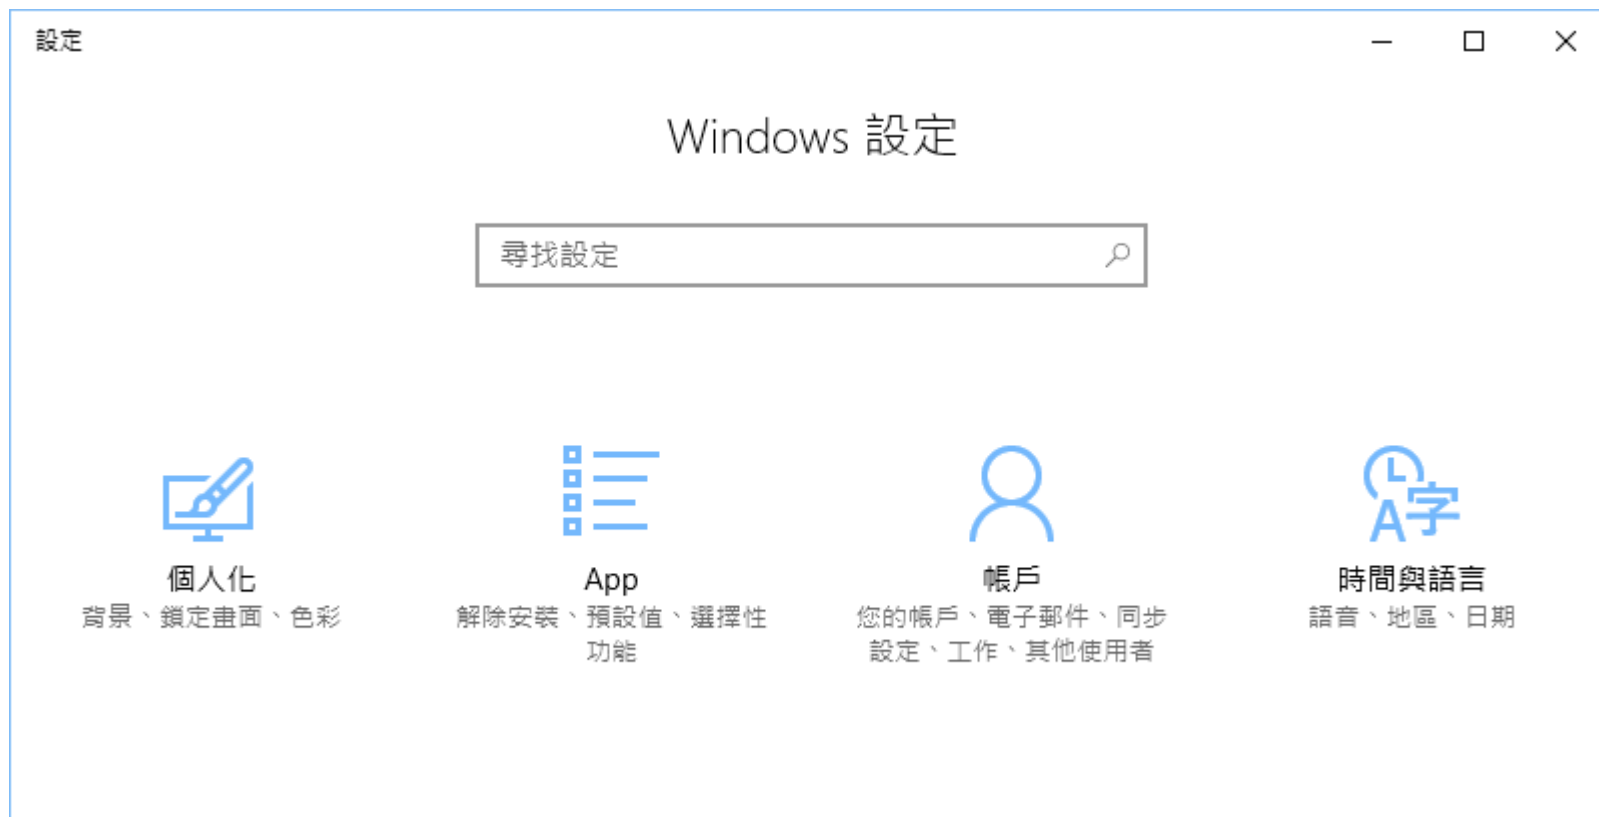 設定
Windows 設定
尋找設定
個人化
背景、鎖定畫面、色彩
App
解除安裝、預設值、選擇性
功能
帳戶
您的帳戶、電子郵件、同步
設定、工作、其他使用者
時間與語言
語音、地區、日期